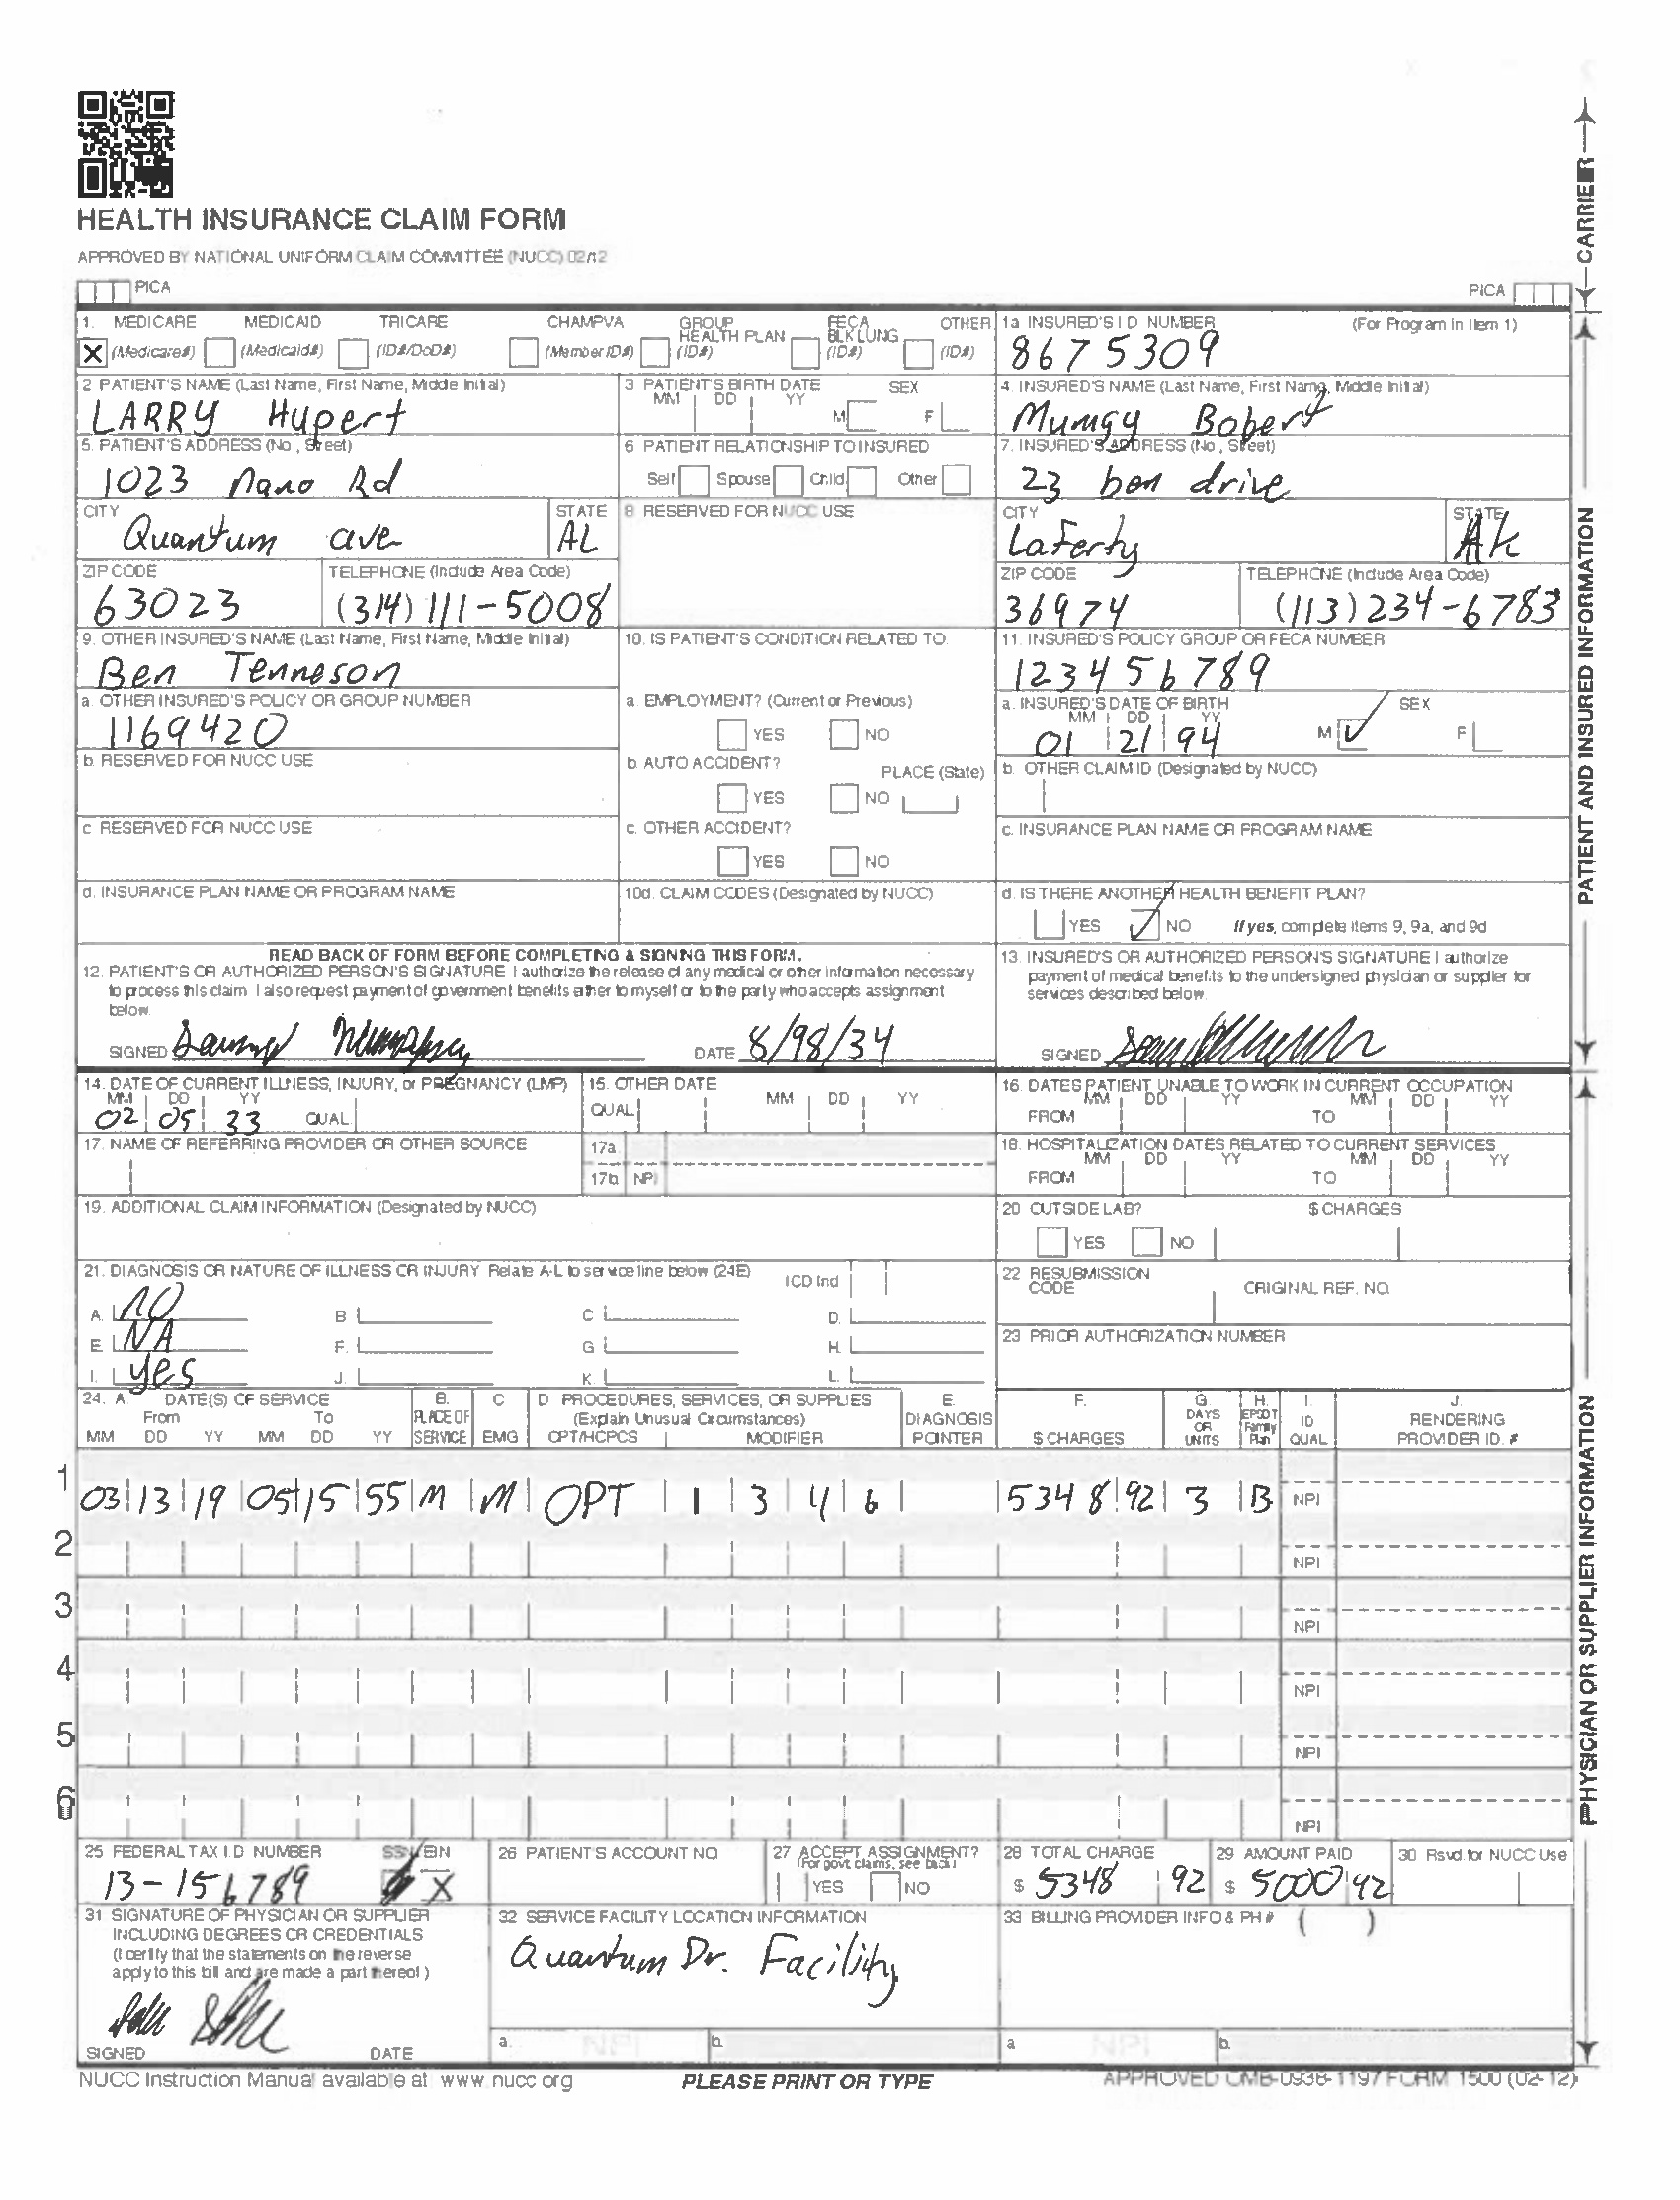 HEALTH INSURANCE CLAIM FORM
APPROVED BY NATIONAL UNIFORM CLAIM COMMITTEE (NUCC) 02/12
PICA PICA
CARRIER
1. MEDICARE MEDICAID TRICARE CHAMPVA GROUP HEALTH PLAN FECA BLK LUNG OTHER
X (Medicare#) (Medicaid#) (ID#/DoD#) (Member ID#) (ID#) (ID#) (ID#)
1a INSURED'S I D NUMBER (For Program in Item 1)
8675309
2 PATIENT'S NAME (Last Name, First Name, Middle Initial)
LARRY Hupert
3 PATIENT'S BIRTH DATE SEX
MM DD YY M F
4. INSURED'S NAME (Last Name, First Name, Middle Initial)
Mumgy Bobert
5. PATIENT'S ADDRESS (No , Street)
1023 nano Rd
6 PATIENT RELATIONSHIP TO INSURED
Self Spouse Child Other
7. INSURED'S ADDRESS (No , Street)
23 ben drive
CITY STATE
Quantum ave AL
8 RESERVED FOR NUCC USE
CITY STATE
LaFerty AK
ZIP CODE TELEPHONE (Include Area Code)
63023 (314) 111-5008
ZIP CODE TELEPHONE (Include Area Code)
36974 (113) 234-6783
9. OTHER INSURED'S NAME (Last Name, First Name, Middle Initial)
Ben Tenneson
10. IS PATIENT'S CONDITION RELATED TO
11. INSURED'S POLICY GROUP OR FECA NUMBER
123456789
a. OTHER INSURED'S POLICY OR GROUP NUMBER
1169420
a. EMPLOYMENT? (Current or Previous)
YES NO
a. INSURED'S DATE OF BIRTH SEX
MM DD YY
01 21 94 M F
b. RESERVED FOR NUCC USE
b. AUTO ACCIDENT? PLACE (State)
YES NO
b. OTHER CLAIM ID (Designated by NUCC)
c. RESERVED FOR NUCC USE
c. OTHER ACCIDENT?
YES NO
c. INSURANCE PLAN NAME OR PROGRAM NAME
d. INSURANCE PLAN NAME OR PROGRAM NAME
10d. CLAIM CODES (Designated by NUCC)
d. IS THERE ANOTHER HEALTH BENEFIT PLAN?
YES NO If yes, complete items 9, 9a, and 9d
PATIENT AND INSURED INFORMATION
READ BACK OF FORM BEFORE COMPLETING & SIGNING THIS FORM.
12. PATIENT'S OR AUTHORIZED PERSON'S SIGNATURE I authorize the release of any medical or other information necessary
to process this claim I also request payment of government benefits either to myself or to the party who accepts assignment
below.
SIGNED DATE 8/98/34
13. INSURED'S OR AUTHORIZED PERSON'S SIGNATURE I authorize
payment of medical benefits to the undersigned physician or supplier for
services described below.
SIGNED
14. DATE OF CURRENT ILLNESS, INJURY, or PREGNANCY (LMP)
MM DD YY
02 05 33 QUAL
15. OTHER DATE
QUAL MM DD YY
16. DATES PATIENT UNABLE TO WORK IN CURRENT OCCUPATION
MM DD YY MM DD YY
FROM TO
17. NAME OF REFERRING PROVIDER OR OTHER SOURCE
17a
17b NPI
18. HOSPITALIZATION DATES RELATED TO CURRENT SERVICES
MM DD YY MM DD YY
FROM TO
19. ADDITIONAL CLAIM INFORMATION (Designated by NUCC)
20 OUTSIDE LAB? $ CHARGES
YES NO
21. DIAGNOSIS OR NATURE OF ILLNESS OR INJURY Relate A-L to service line below (24E) ICD Ind
A. NO B C D.
E NA F. G H.
I. yes J. K. L.
22 RESUBMISSION
CODE ORIGINAL REF. NO.
23 PRIOR AUTHORIZATION NUMBER
24. A. DATE(S) OF SERVICE B. C D PROCEDURES, SERVICES, OR SUPPLIES E. F. G. H. I. J.
From To PLACE OF (Explain Unusual Circumstances) DIAGNOSIS DAYS OR EPSDT Family ID RENDERING
MM DD YY MM DD YY SERVICE EMG CPT/HCPCS MODIFIER POINTER $ CHARGES UNITS Plan QUAL PROVIDER ID. #
1 03 13 19 05 15 55 M M OPT 1 3 4 6 5348 92 3 B NPI
2 NPI
3 NPI
4 NPI
5 NPI
6 NPI
PHYSICIAN OR SUPPLIER INFORMATION
25 FEDERAL TAX I.D NUMBER SSN EIN
13-156789 X
26 PATIENT'S ACCOUNT NO
27 ACCEPT ASSIGNMENT?
(For govt. claims, see back)
YES NO
28 TOTAL CHARGE
$ 5348 92
29 AMOUNT PAID
$ 5000 92
30 Rsvd for NUCC Use
31 SIGNATURE OF PHYSICIAN OR SUPPLIER
INCLUDING DEGREES OR CREDENTIALS
(I certify that the statements on the reverse
apply to this bill and are made a part thereof )
SIGNED DATE
32 SERVICE FACILITY LOCATION INFORMATION
Quantum Dr. Facility
a. NPI b.
33 BILLING PROVIDER INFO & PH # ( )
a NPI b.
NUCC Instruction Manual available at www nucc org
PLEASE PRINT OR TYPE
APPROVED OMB-0938-1197 FORM 1500 (02-12)